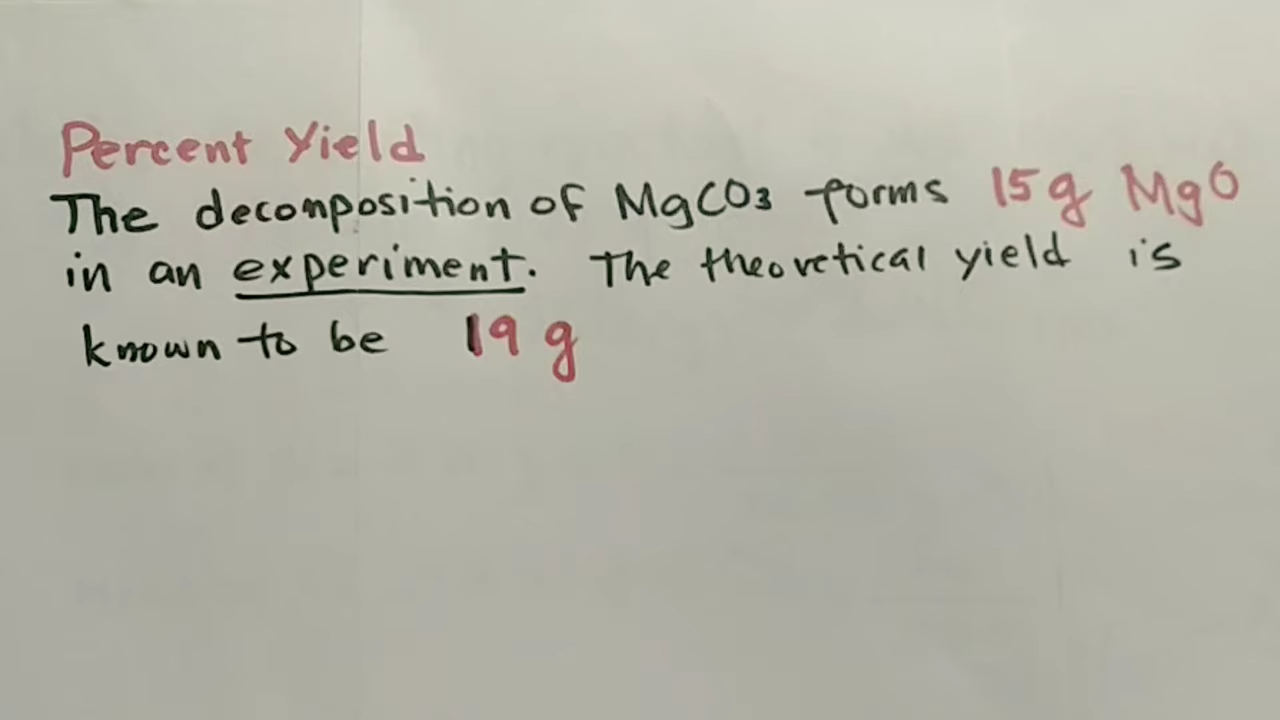 Percent Yield
The decomposition of MgCO3 forms 15g MgO
in an experiment. The theoretical yield is
known to be 19 g